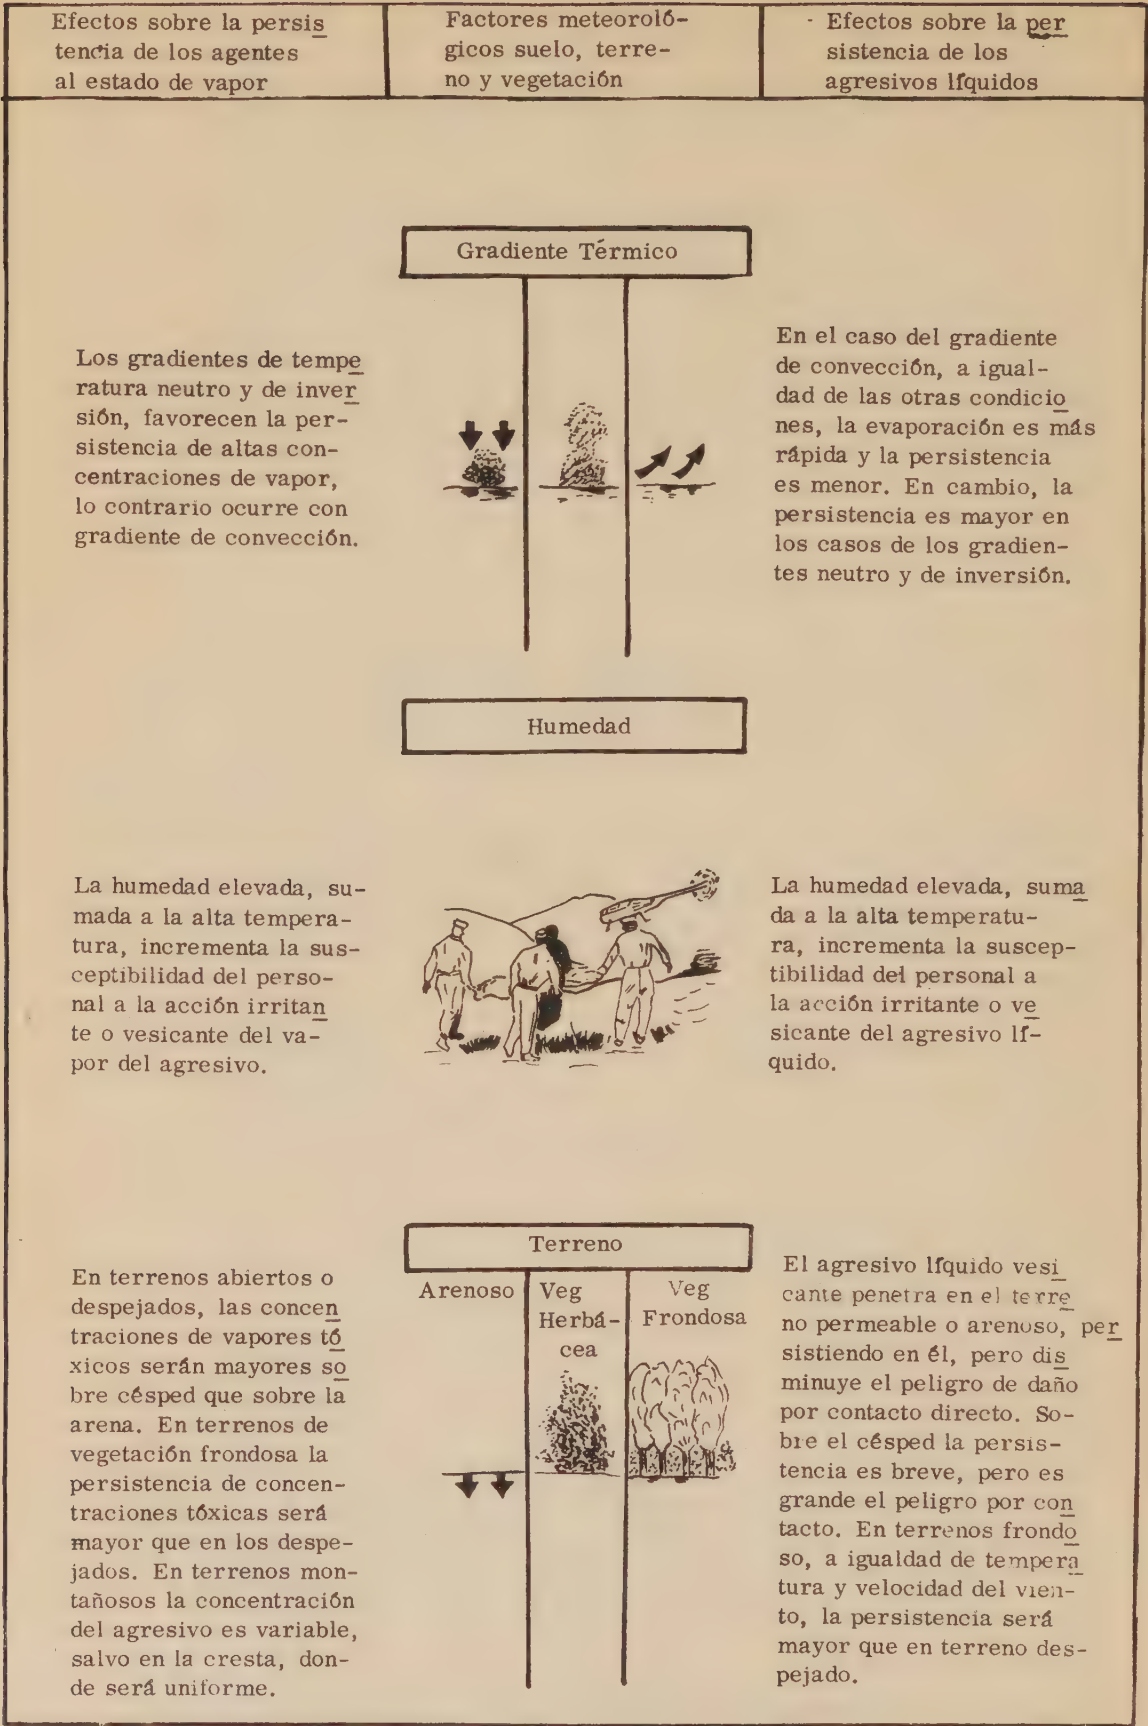 Efectos sobre la persis
tencia de los agentes
al estado de vapor
Factores meteoroló-
gicos suelo, terre-
no y vegetación
- Efectos sobre la per
sistencia de los
agresivos líquidos
Gradiente Térmico
Los gradientes de tempe
ratura neutro y de inver
sión, favorecen la per-
sistencia de altas con-
centraciones de vapor,
lo contrario ocurre con
gradiente de convección.
En el caso del gradiente
de convección, a igual-
dad de las otras condicio
nes, la evaporación es más
rápida y la persistencia
es menor. En cambio, la
persistencia es mayor en
los casos de los gradien-
tes neutro y de inversión.
Humedad
La humedad elevada, su-
mada a la alta tempera-
tura, incrementa la sus-
ceptibilidad del perso-
nal a la acción irritan
te o vesicante del va-
por del agresivo.
La humedad elevada, suma
da a la alta temperatu-
ra, incrementa la suscep-
tibilidad del personal a
la acción irritante o ve
sicante del agresivo lí-
quido.
Terreno
Arenoso
Veg
Herbá-
cea
Veg
Frondosa
En terrenos abiertos o
despejados, las concen
traciones de vapores tó
xicos serán mayores so
bre césped que sobre la
arena. En terrenos de
vegetación frondosa la
persistencia de concen-
traciones tóxicas será
mayor que en los despe-
jados. En terrenos mon-
tañosos la concentración
del agresivo es variable,
salvo en la cresta, don-
de será uniforme.
El agresivo líquido vesi
cante penetra en el terre
no permeable o arenoso, per
sistiendo en él, pero dis
minuye el peligro de daño
por contacto directo. So-
bre el césped la persis-
tencia es breve, pero es
grande el peligro por con
tacto. En terrenos frondo
so, a igualdad de tempera
tura y velocidad del vien-
to, la persistencia será
mayor que en terreno des-
pejado.